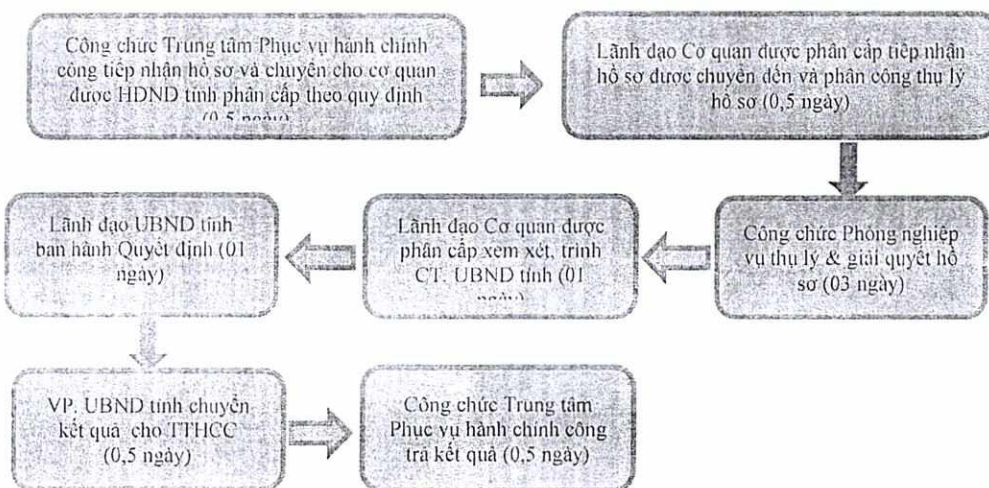 Công chức Trung tâm Phục vụ hành chính
công tiếp nhận hồ sơ và chuyển cho cơ quan
được HĐND tỉnh phân cấp theo quy định
(0,5 ngày)
Lãnh đạo Cơ quan được phân cấp tiếp nhận
hồ sơ được chuyển đến và phân công thụ lý
hồ sơ (0,5 ngày)
Công chức Phòng nghiệp
vụ thụ lý & giải quyết hồ
sơ (03 ngày)
Lãnh đạo Cơ quan được
phân cấp xem xét, trình
CT. UBND tỉnh (01
ngày)
Lãnh đạo UBND tỉnh
ban hành Quyết định (01
ngày)
VP. UBND tỉnh chuyển
kết quả cho TTHCC
(0,5 ngày)
Công chức Trung tâm
Phục vụ hành chính công
trả kết quả (0,5 ngày)